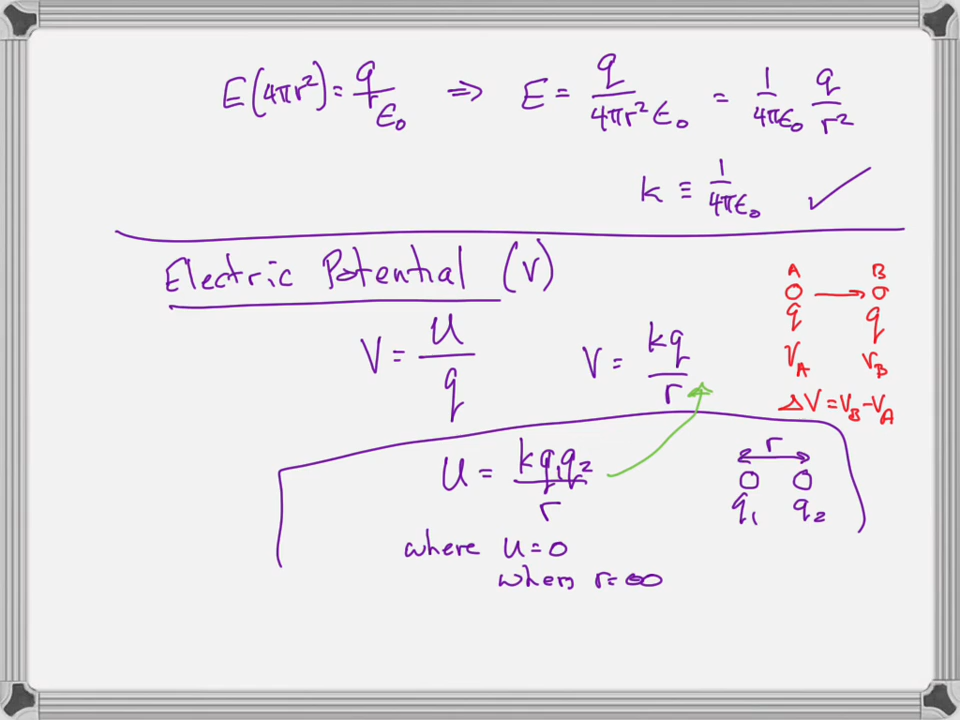 E(4πr²) = q/ε₀ ⇒ E = q/4πr²ε₀ = 1/4πε₀ q/r²
k ≡ 1/4πε₀ ✓
Electric Potential (V)
V = U/q
V = kq/r
A B
q q
V_A V_B
ΔV = V_B - V_A
U = kq₁q₂/r
r
q₁ q₂
where U = 0
when r = ∞